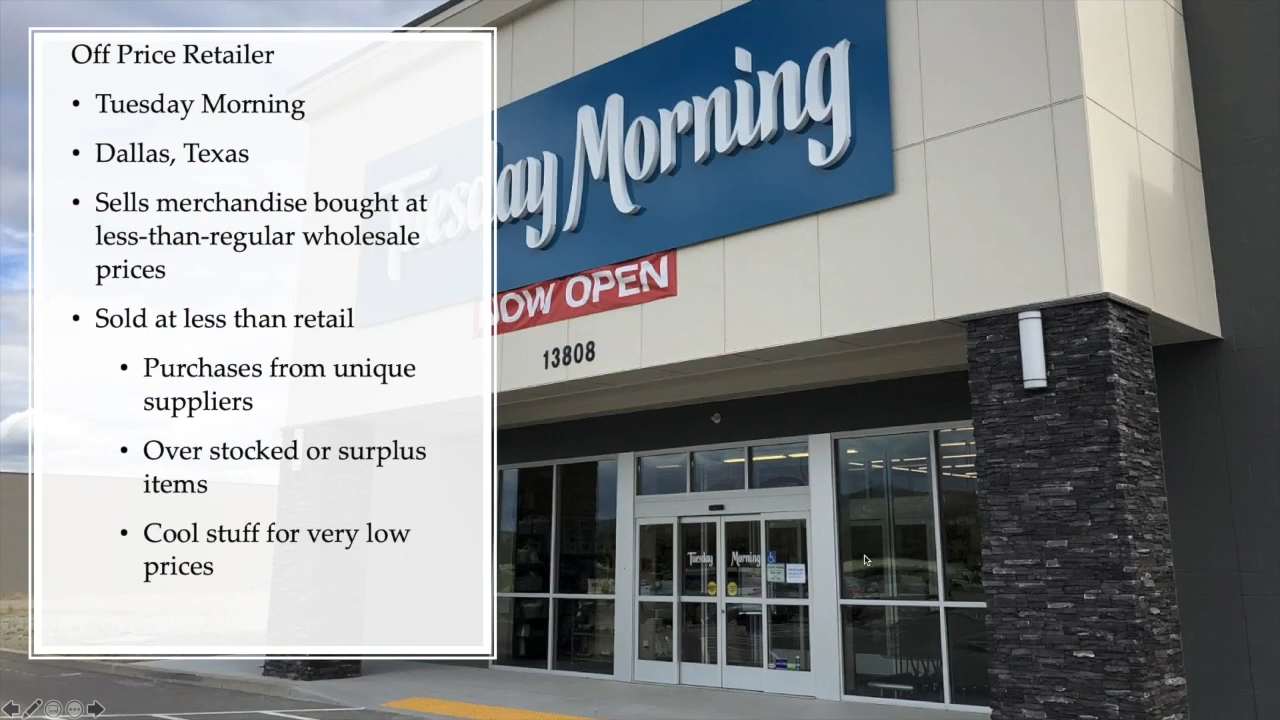 Off Price Retailer
• Tuesday Morning
• Dallas, Texas
• Sells merchandise bought at
less-than-regular wholesale
prices
• Sold at less than retail
• Purchases from unique
suppliers
• Over stocked or surplus
items
• Cool stuff for very low
prices
Tuesday Morning
NOW OPEN
13808
Tuesday Morning